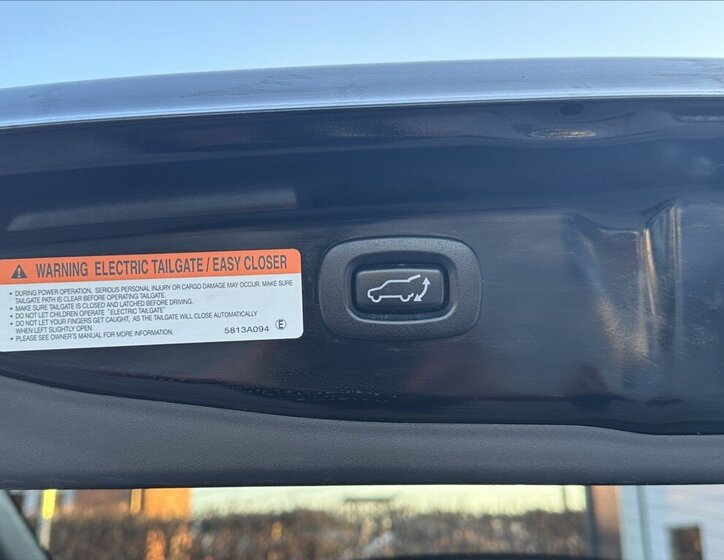 WARNING ELECTRIC TAILGATE / EASY CLOSER
• DURING POWER OPERATION, SERIOUS PERSONAL INJURY OR CARGO DAMAGE MAY OCCUR. MAKE SURE
TAILGATE PATH IS CLEAR BEFORE OPERATING TAILGATE.
• MAKE SURE TAILGATE IS CLOSED AND LATCHED BEFORE DRIVING.
• DO NOT LET CHILDREN OPERATE "ELECTRIC TAILGATE"
• DO NOT LET YOUR FINGERS GET CAUGHT, AS THE TAILGATE WILL CLOSE AUTOMATICALLY
WHEN LEFT SLIGHTLY OPEN.
• PLEASE SEE OWNER'S MANUAL FOR MORE INFORMATION.
5813A094 E